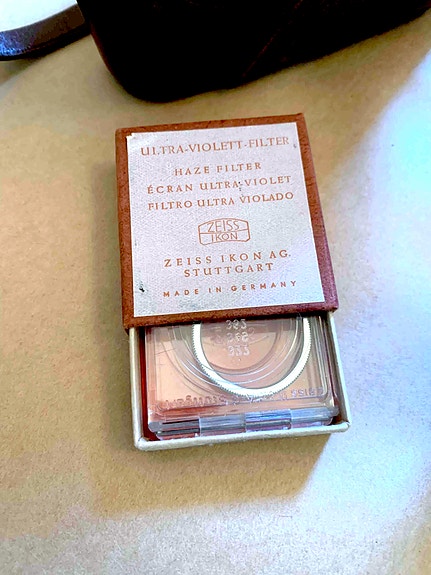 ULTRA-VIOLETT-FILTER
HAZE FILTER
ÉCRAN ULTRA-VIOLET
FILTRO ULTRA VIOLADO
ZEISS
IKON
ZEISS IKON AG.
STUTTGART
MADE IN GERMANY